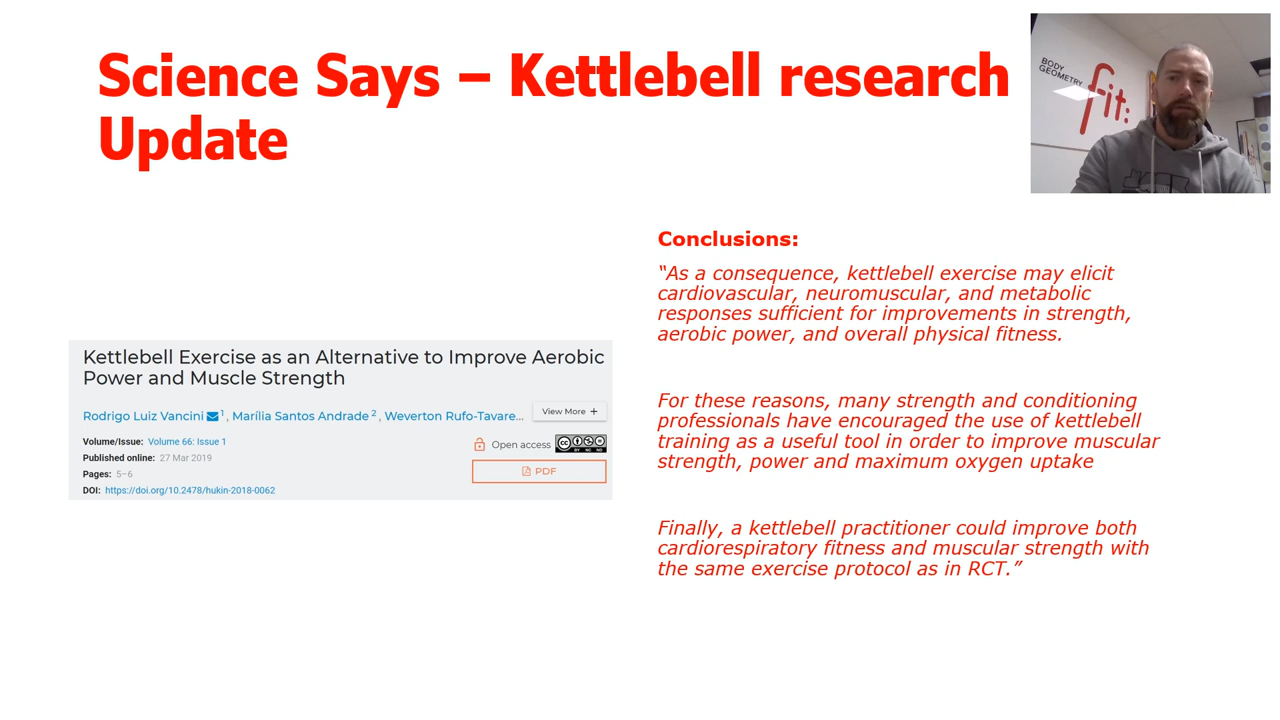 Science Says – Kettlebell research
Update
BODY
GEOMETRY
fit:
Conclusions:
“As a consequence, kettlebell exercise may elicit
cardiovascular, neuromuscular, and metabolic
responses sufficient for improvements in strength,
aerobic power, and overall physical fitness.
For these reasons, many strength and conditioning
professionals have encouraged the use of kettlebell
training as a useful tool in order to improve muscular
strength, power and maximum oxygen uptake
Finally, a kettlebell practitioner could improve both
cardiorespiratory fitness and muscular strength with
the same exercise protocol as in RCT.”
Kettlebell Exercise as an Alternative to Improve Aerobic
Power and Muscle Strength
Rodrigo Luiz Vancini 1, Marília Santos Andrade 2, Weverton Rufo-Tavare... View More +
Volume/Issue: Volume 66: Issue 1
Open access CC BY NC ND
Published online: 27 Mar 2019
Pages: 5–6
PDF
DOI: https://doi.org/10.2478/hukin-2018-0062